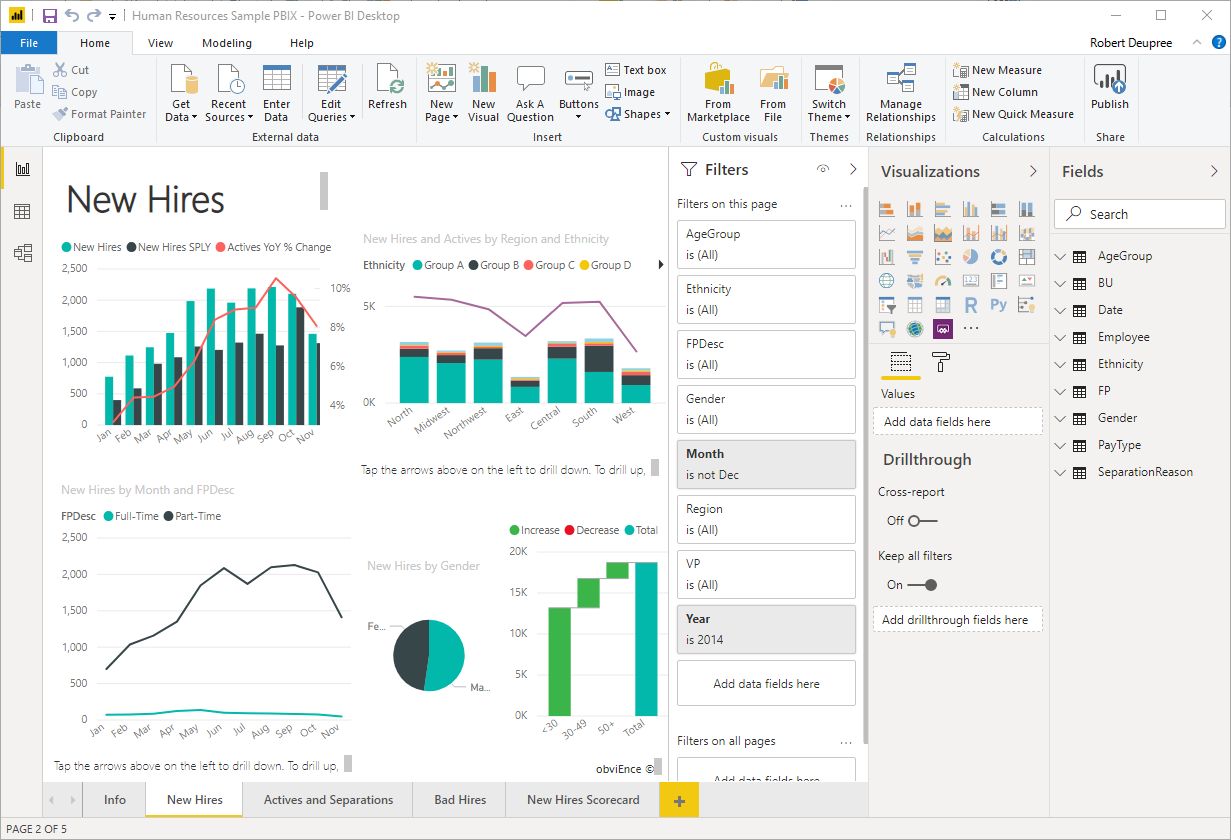 Human Resources Sample PBIX - Power BI Desktop
File Home View Modeling Help Robert Deupree ?
Paste
Cut
Copy
Format Painter
Clipboard
Get Data
Recent Sources
Enter Data
Edit Queries
Refresh
External data
New Page
New Visual
Ask A Question
Buttons
Text box
Image
Shapes
Insert
From Marketplace
From File
Custom visuals
Switch Theme
Themes
Manage Relationships
Relationships
New Measure
New Column
New Quick Measure
Calculations
Publish
Share
New Hires
New Hires New Hires SPLY Actives YoY % Change
2,500
2,000
1,500
1,000
500
0
10%
8%
6%
4%
Jan Feb Mar Apr May Jun Jul Aug Sep Oct Nov
New Hires and Actives by Region and Ethnicity
Ethnicity Group A Group B Group C Group D
5K
0K
North Midwest Northwest East Central South West
Tap the arrows above on the left to drill down. To drill up,
New Hires by Month and FPDesc
FPDesc Full-Time Part-Time
2,500
2,000
1,500
1,000
500
0
Jan Feb Mar Apr May Jun Jul Aug Sep Oct Nov
Tap the arrows above on the left to drill down. To drill up,
New Hires by Gender
Fe...
Ma...
Increase Decrease Total
20K
15K
10K
5K
0K
<30 30-49 50+ Total
obviEnce ©
Filters
Filters on this page ...
AgeGroup
is (All)
Ethnicity
is (All)
FPDesc
is (All)
Gender
is (All)
Month
is not Dec
Region
is (All)
VP
is (All)
Year
is 2014
Add data fields here
Filters on all pages ...
Add data fields here
Visualizations
123
R Py
...
Values
Add data fields here
Drillthrough
Cross-report
Off
Keep all filters
On
Add drillthrough fields here
Fields
Search
AgeGroup
BU
Date
Employee
Ethnicity
FP
Gender
PayType
SeparationReason
Info New Hires Actives and Separations Bad Hires New Hires Scorecard +
PAGE 2 OF 5